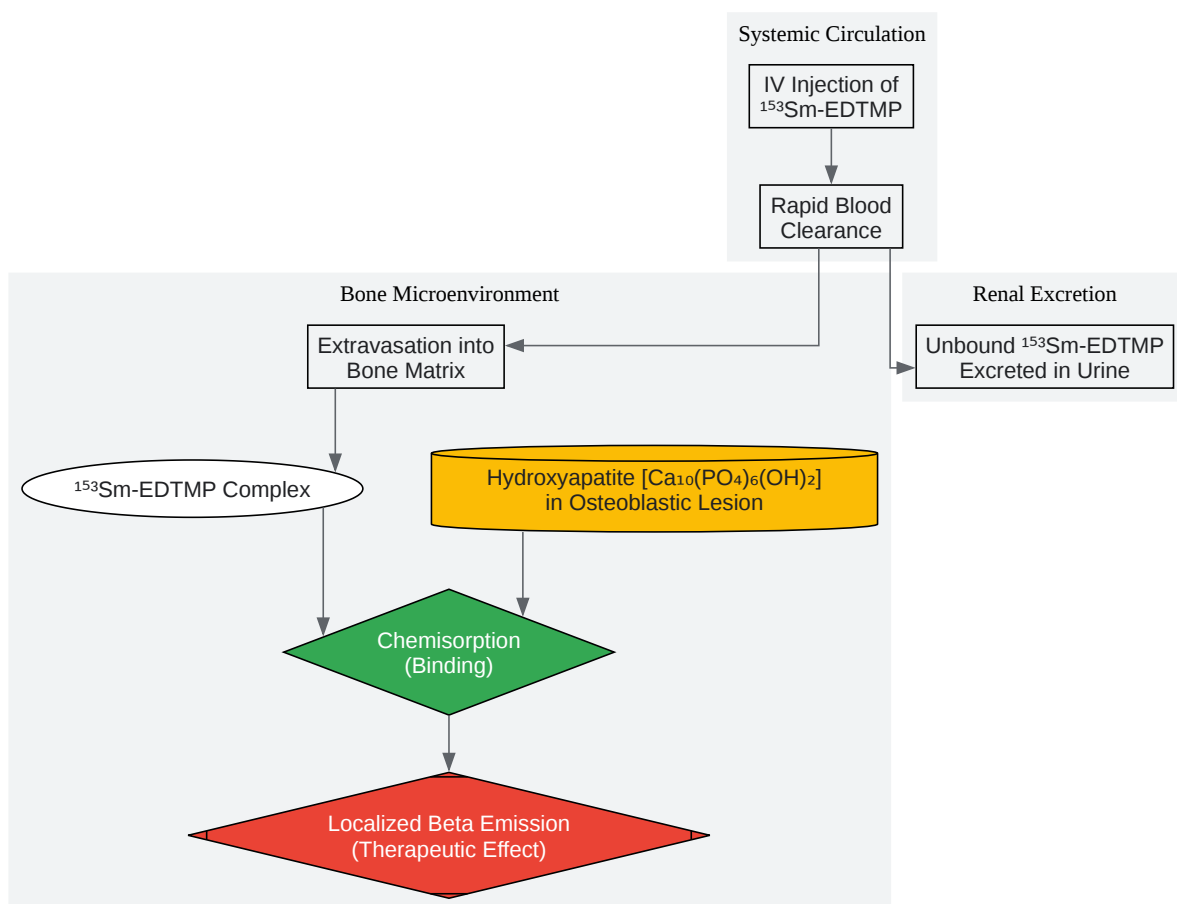 Systemic Circulation
IV Injection of
¹⁵³Sm-EDTMP
Rapid Blood
Clearance
Bone Microenvironment
Renal Excretion
Extravasation into
Bone Matrix
Unbound ¹⁵³Sm-EDTMP
Excreted in Urine
¹⁵³Sm-EDTMP Complex
Hydroxyapatite [Ca₁₀(PO₄)₆(OH)₂]
in Osteoblastic Lesion
Chemisorption
(Binding)
Localized Beta Emission
(Therapeutic Effect)